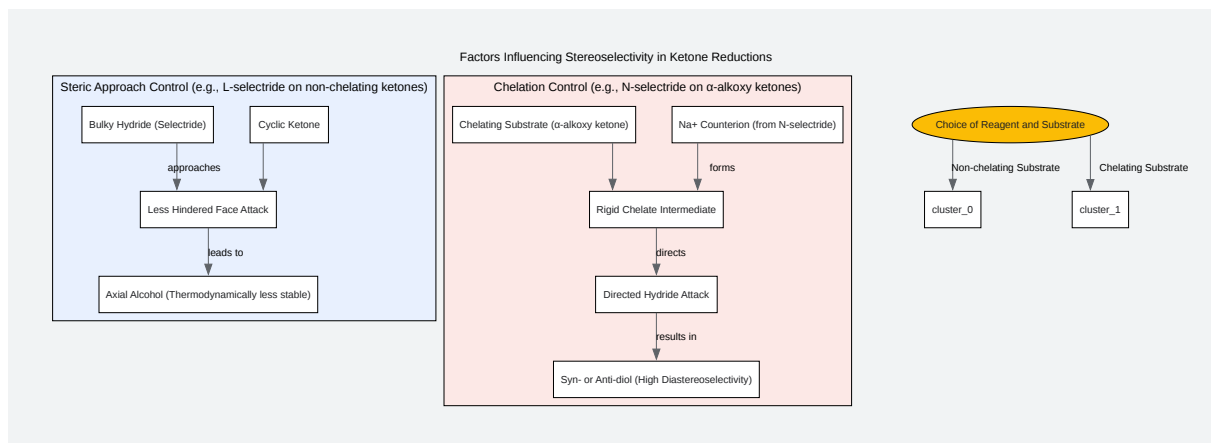 Factors Influencing Stereoselectivity in Ketone Reductions
Steric Approach Control (e.g., L-selectride on non-chelating ketones)
Bulky Hydride (Selectride)
Cyclic Ketone
approaches
Less Hindered Face Attack
leads to
Axial Alcohol (Thermodynamically less stable)
Chelation Control (e.g., N-selectride on α-alkoxy ketones)
Chelating Substrate (α-alkoxy ketone)
Na+ Counterion (from N-selectride)
forms
Rigid Chelate Intermediate
directs
Directed Hydride Attack
results in
Syn- or Anti-diol (High Diastereoselectivity)
Choice of Reagent and Substrate
Non-chelating Substrate
Chelating Substrate
cluster_0
cluster_1